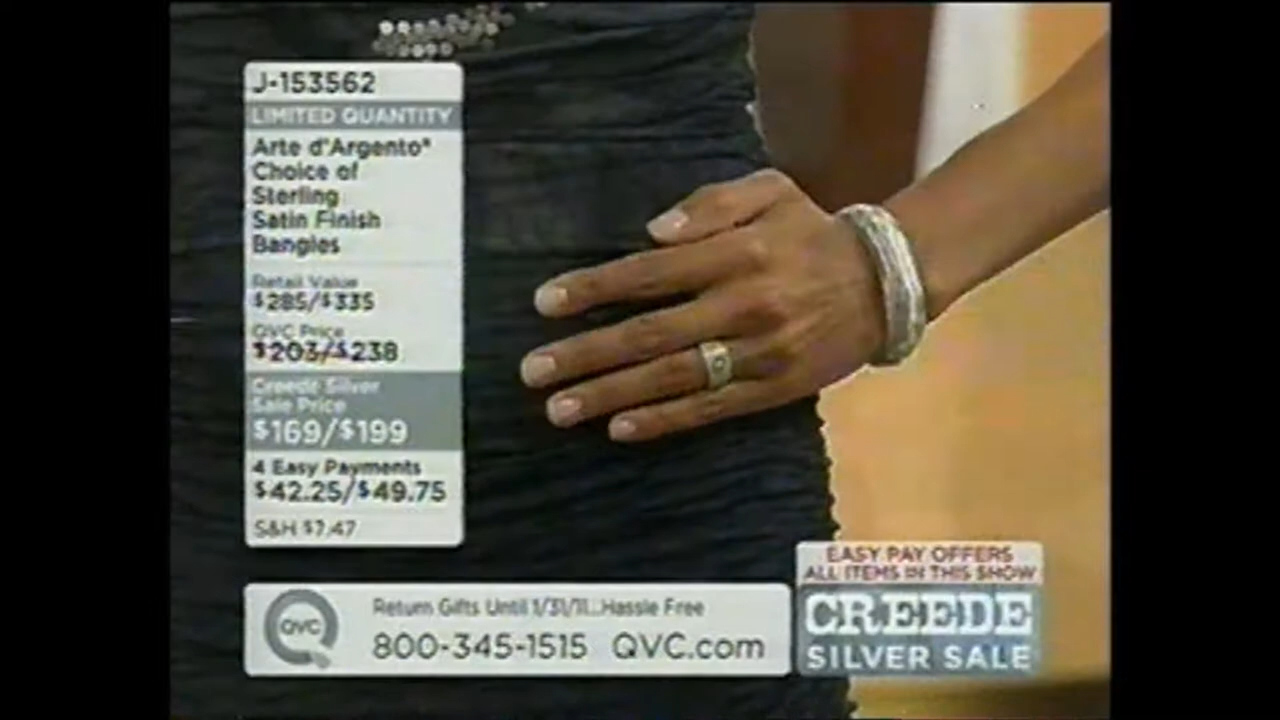 J-153562
LIMITED QUANTITY
Arte d'Argento®
Choice of
Sterling
Satin Finish
Bangles
Retail Value
$285/$335
QVC Price
$203/$238
Creede Silver
Sale Price
$169/$199
4 Easy Payments
$42.25/$49.75
S&H $7.47
EASY PAY OFFERS
ALL ITEMS IN THIS SHOW
CREEDE
SILVER SALE
QVC
Return Gifts Until 1/31/11...Hassle Free
800-345-1515 QVC.com